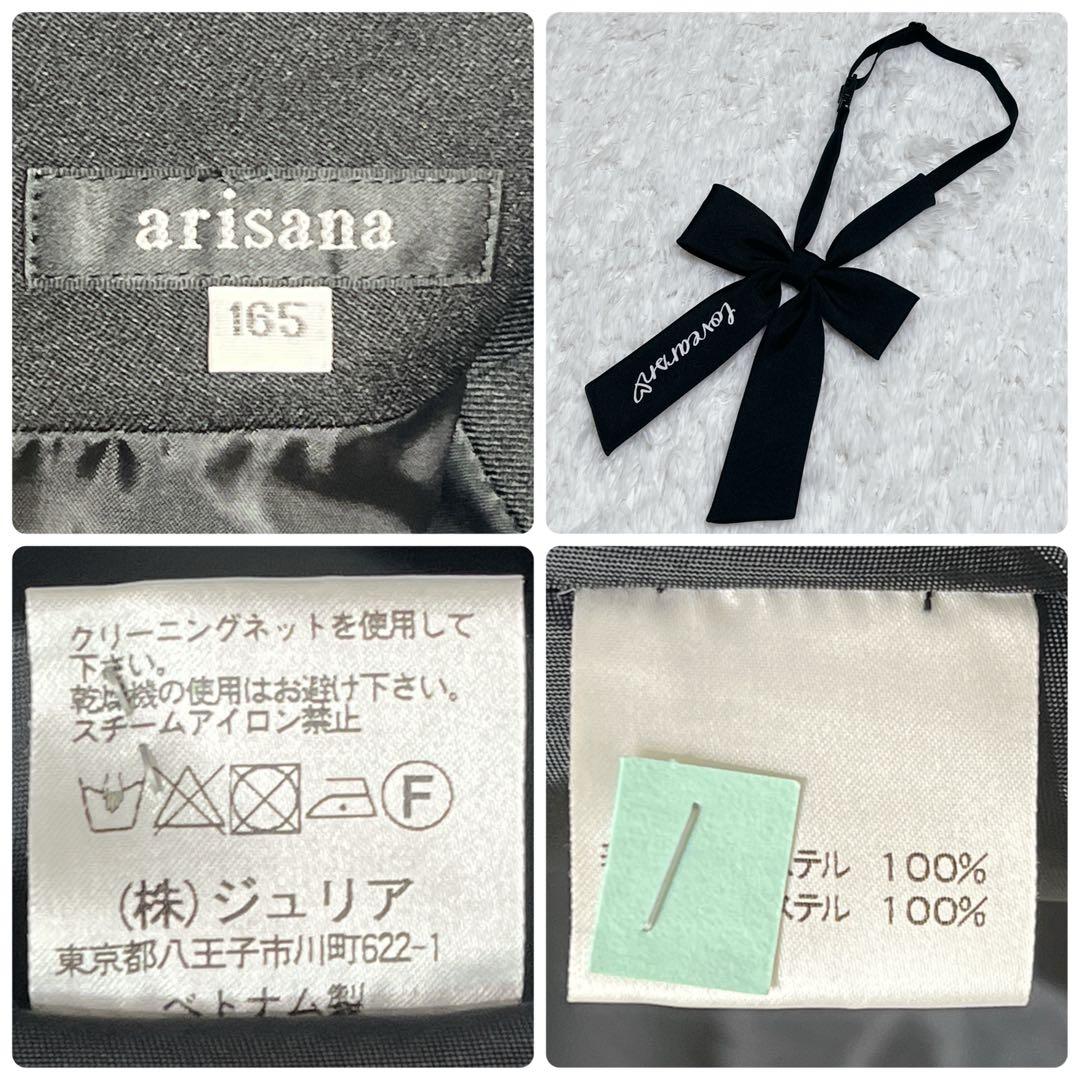 arisana
165
クリーニングネットを使用して
下さい。
乾燥機の使用はお避け下さい。
スチームアイロン禁止
F
(株)ジュリア
東京都八王子市川町622-1
ベトナム製
ステル 100%
ステル 100%